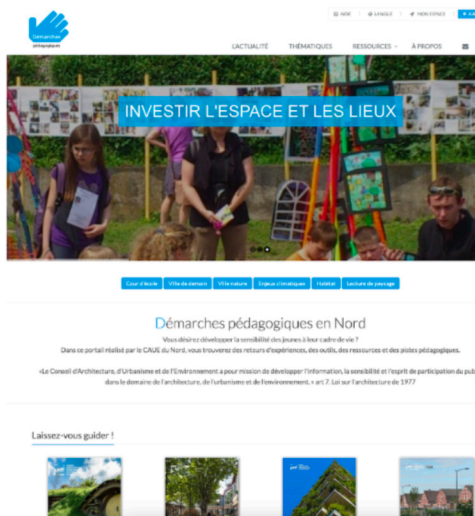 AIDE
LANGUE
MON ESPACE
Démarches
pédagogiques
L'ACTUALITÉ
THÉMATIQUES
RESSOURCES
À PROPOS
INVESTIR L'ESPACE ET LES LIEUX
Cour d'école
Ville de demain
Ville nature
Enjeux climatiques
Habiter
Lecture de paysage
Démarches pédagogiques en Nord
Vous désirez développer la sensibilité des jeunes à leur cadre de vie ?
Dans ce portail réalisé par le CAUE du Nord, vous trouverez des retours d'expériences, des outils, des ressources et des pistes pédagogiques.
«Le Conseil d'Architecture, d'Urbanisme et de l'Environnement a pour mission de développer l'information, la sensibilité et l'esprit de participation du pub
dans le domaine de l'architecture, de l'urbanisme et de l'environnement. » art 7. Loi sur l'architecture de 1977
Laissez-vous guider !